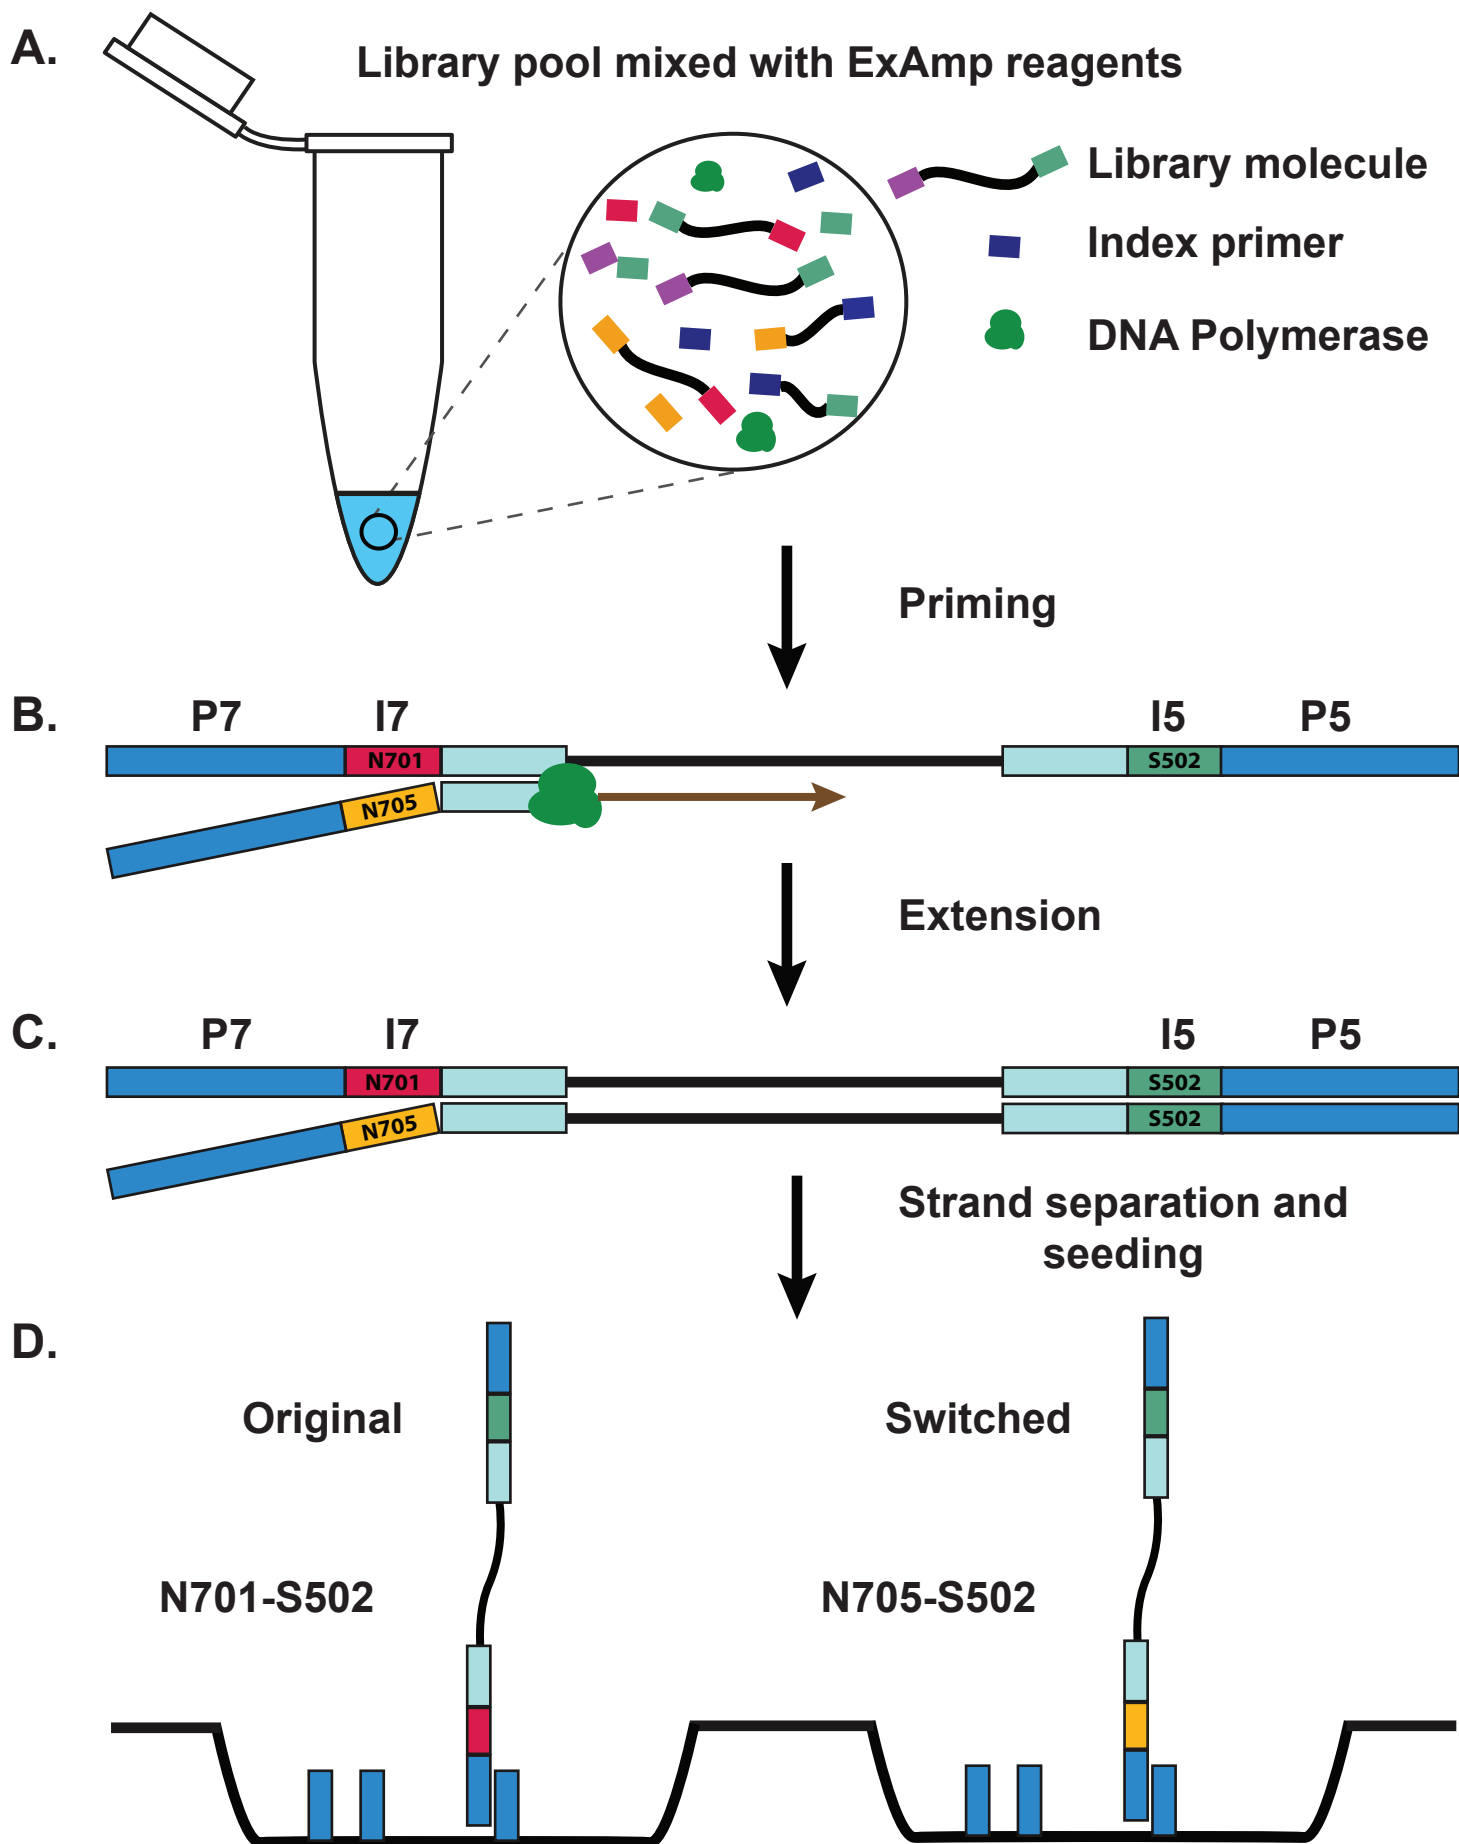 A.
Library pool mixed with ExAmp reagents
Library molecule
Index primer
DNA Polymerase
Priming
B.
P7 I7 I5 P5
N701 S502
N705
Extension
C.
P7 I7 I5 P5
N701 S502
N705 S502
Strand separation and
seeding
D.
Original Switched
N701-S502 N705-S502